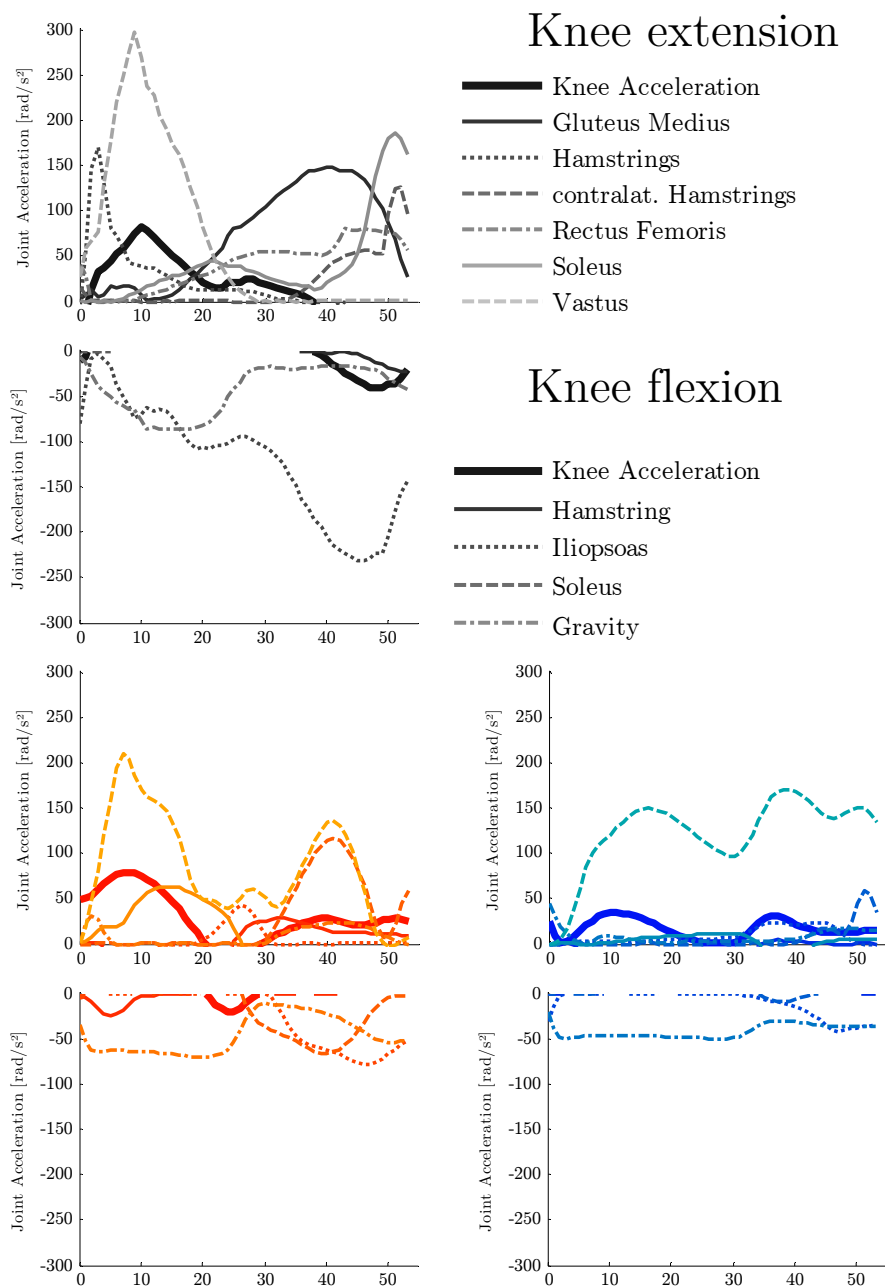 Knee extension
Knee Acceleration
Gluteus Medius
Hamstrings
contralat. Hamstrings
Rectus Femoris
Soleus
Vastus
Joint Acceleration [rad/s²]
300
250
200
150
100
50
0
0 10 20 30 40 50
Knee flexion
Knee Acceleration
Hamstring
Iliopsoas
Soleus
Gravity
Joint Acceleration [rad/s²]
0
-50
-100
-150
-200
-250
-300
0 10 20 30 40 50
Joint Acceleration [rad/s²]
300
250
200
150
100
50
0
0 10 20 30 40 50
Joint Acceleration [rad/s²]
300
250
200
150
100
50
0
0 10 20 30 40 50
Joint Acceleration [rad/s²]
0
-50
-100
-150
-200
-250
-300
0 10 20 30 40 50
Joint Acceleration [rad/s²]
0
-50
-100
-150
-200
-250
-300
0 10 20 30 40 50